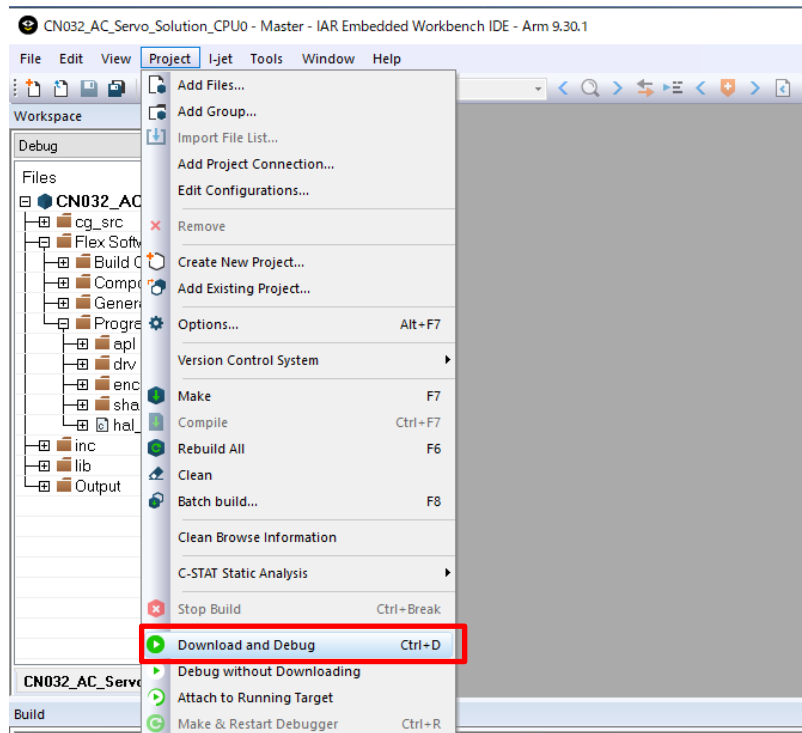 CN032_AC_Servo_Solution_CPU0 - Master - IAR Embedded Workbench IDE - Arm 9.30.1
File Edit View Project I-jet Tools Window Help
Workspace
Debug
Files
CN032_AC
cg_src
Flex Softw
Build C
Compo
Genera
Progra
apl
drv
enc
sha
hal_
inc
lib
Output
CN032_AC_Servo
Build
Add Files...
Add Group...
Import File List...
Add Project Connection...
Edit Configurations...
Remove
Create New Project...
Add Existing Project...
Options... Alt+F7
Version Control System
Make F7
Compile Ctrl+F7
Rebuild All F6
Clean
Batch build... F8
Clean Browse Information
C-STAT Static Analysis
Stop Build Ctrl+Break
Download and Debug Ctrl+D
Debug without Downloading
Attach to Running Target
Make & Restart Debugger Ctrl+R